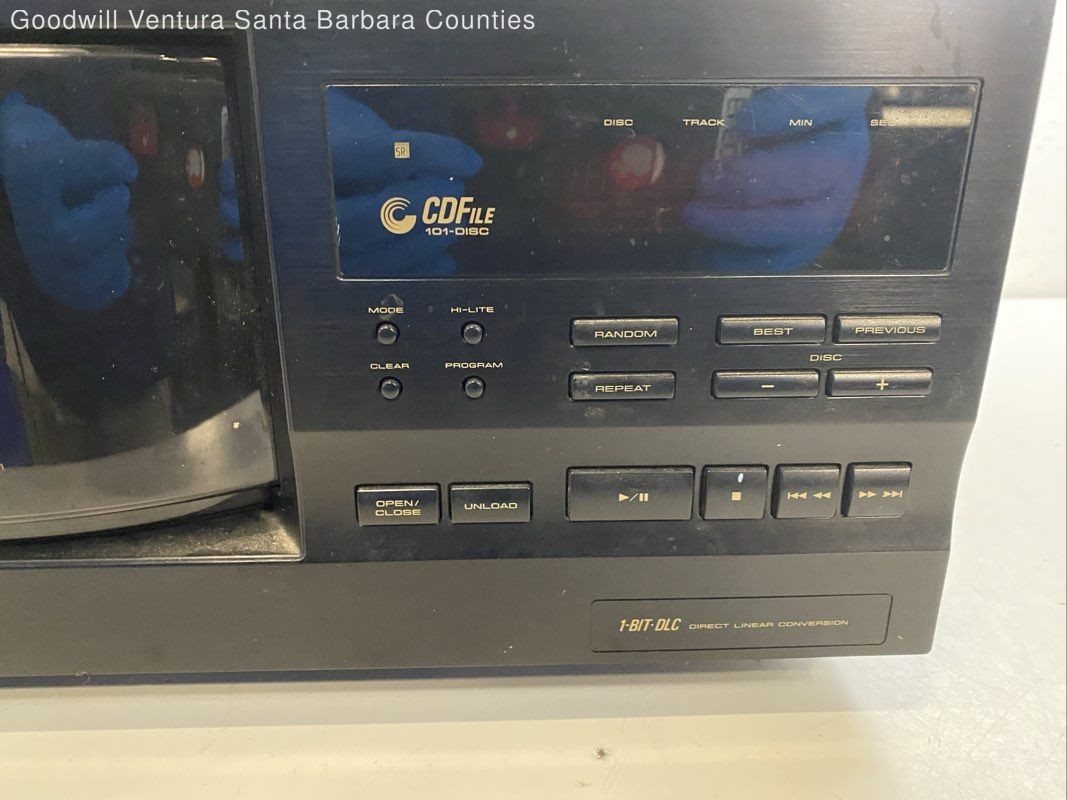 Goodwill Ventura Santa Barbara Counties
DISC TRACK MIN SEC
SR
CDFILE
101-DISC
MODE HI-LITE
RANDOM BEST PREVIOUS
DISC
CLEAR PROGRAM
REPEAT − +
OPEN/
CLOSE
UNLOAD
1-BIT·DLC DIRECT LINEAR CONVERSION